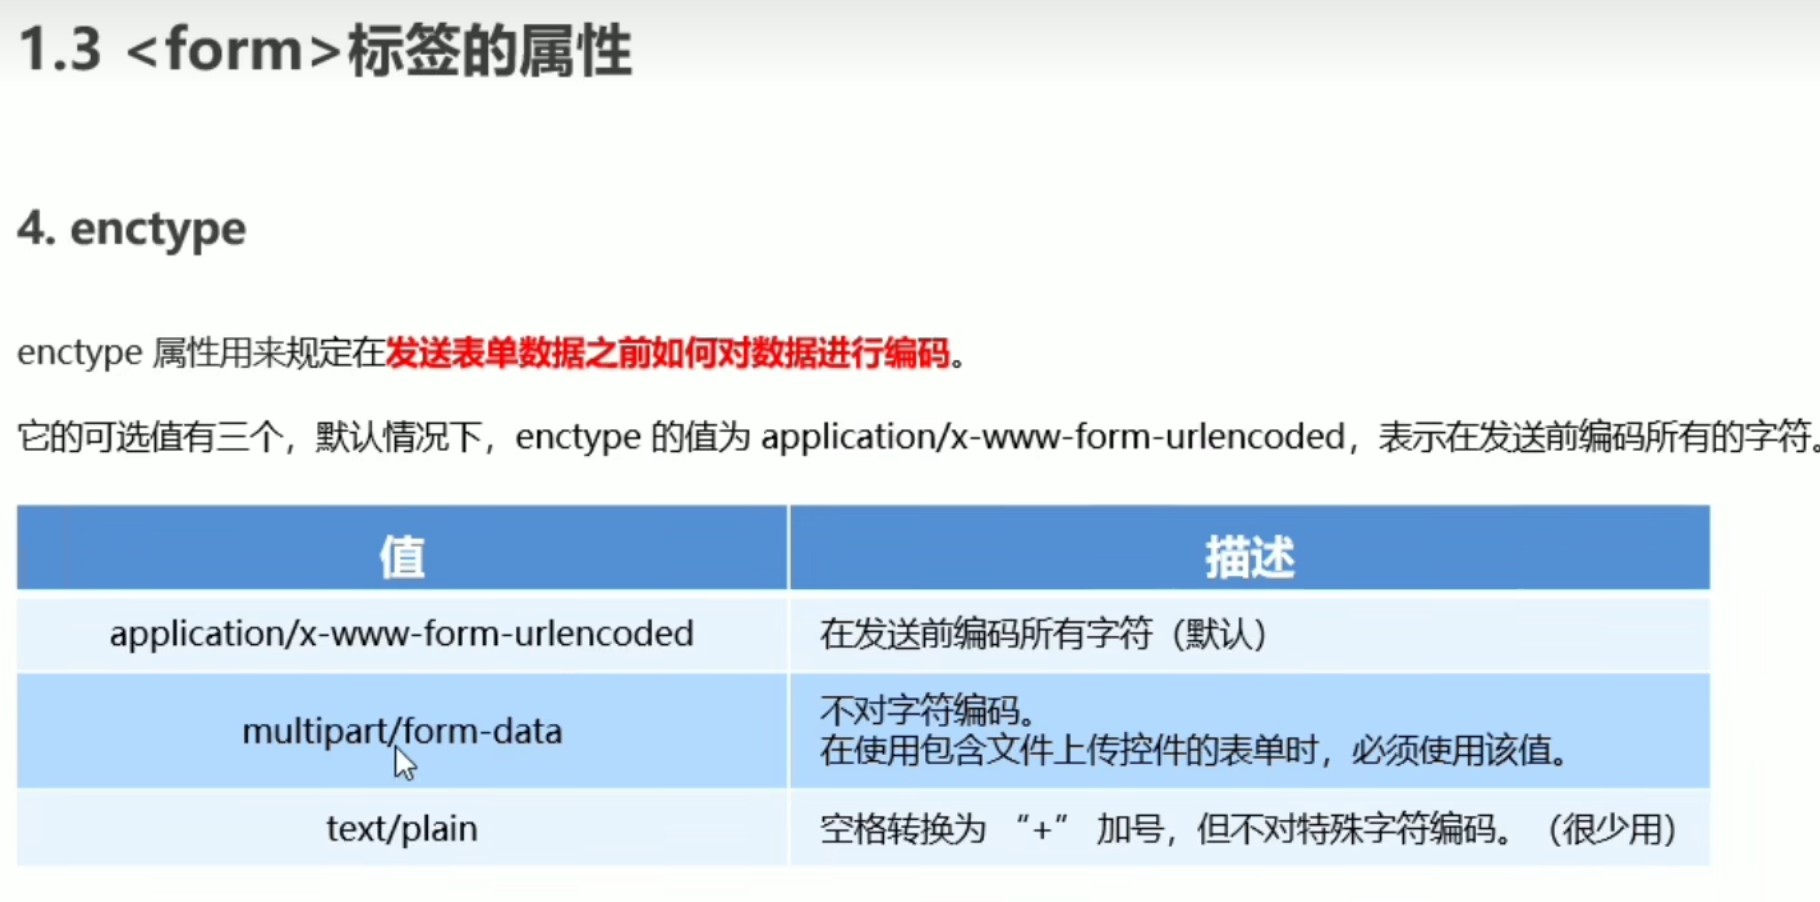 1.3 <form>标签的属性
4. enctype
enctype 属性用来规定在发送表单数据之前如何对数据进行编码。
它的可选值有三个，默认情况下，enctype 的值为 application/x-www-form-urlencoded，表示在发送前编码所有的字符。
值 描述
application/x-www-form-urlencoded 在发送前编码所有字符（默认）
multipart/form-data 不对字符编码。
在使用包含文件上传控件的表单时，必须使用该值。
text/plain 空格转换为 “+” 加号，但不对特殊字符编码。（很少用）